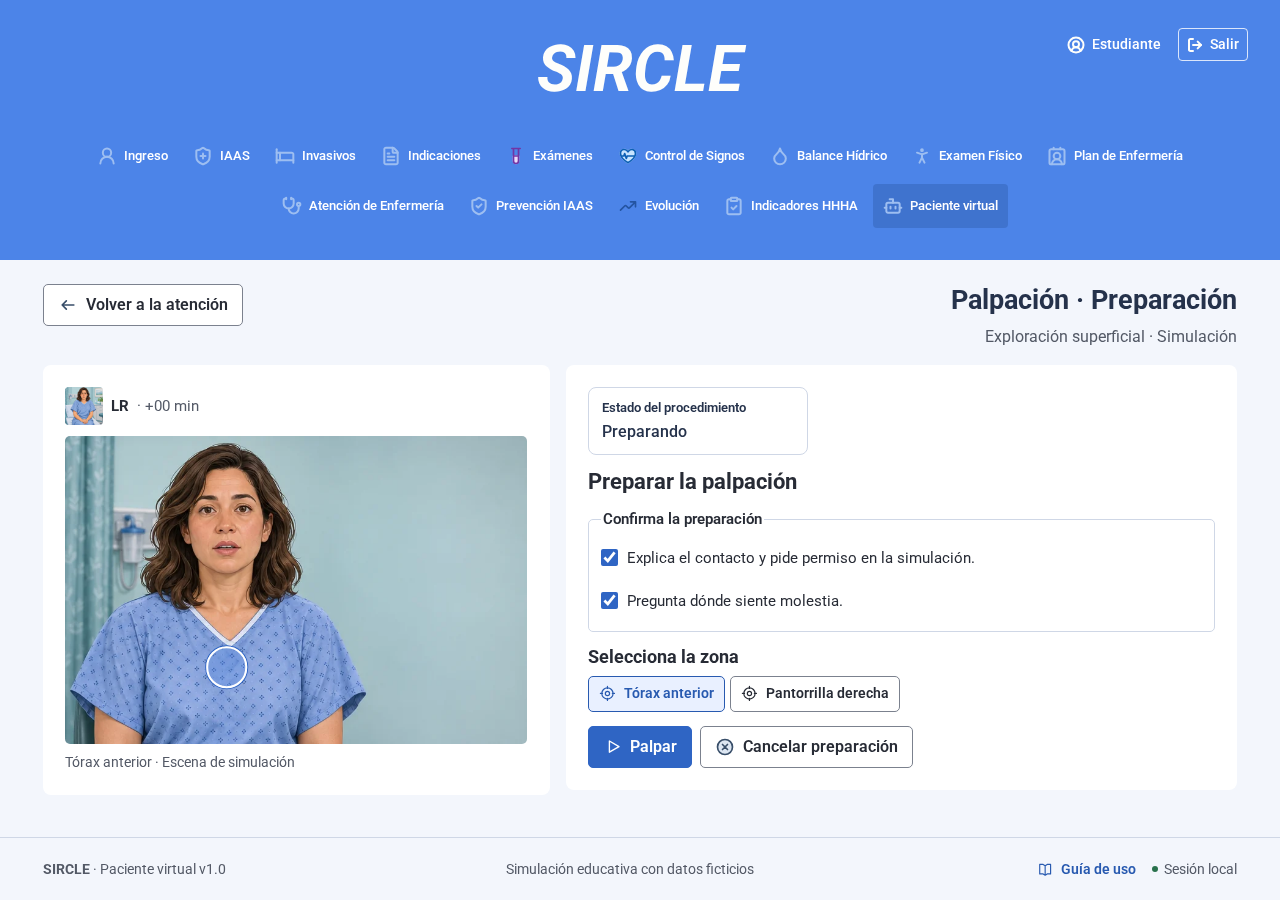 SIRCLE
Estudiante
Salir
Ingreso
IAAS
Invasivos
Indicaciones
Exámenes
Control de Signos
Balance Hídrico
Examen Físico
Plan de Enfermería
Atención de Enfermería
Prevención IAAS
Evolución
Indicadores HHHA
Paciente virtual
Volver a la atención
Palpación · Preparación
Exploración superficial · Simulación
LR · +00 min
Tórax anterior · Escena de simulación
Estado del procedimiento
Preparando
Preparar la palpación
Confirma la preparación
Explica el contacto y pide permiso en la simulación.
Pregunta dónde siente molestia.
Selecciona la zona
Tórax anterior
Pantorrilla derecha
Palpar
Cancelar preparación
SIRCLE · Paciente virtual v1.0
Simulación educativa con datos ficticios
Guía de uso
Sesión local